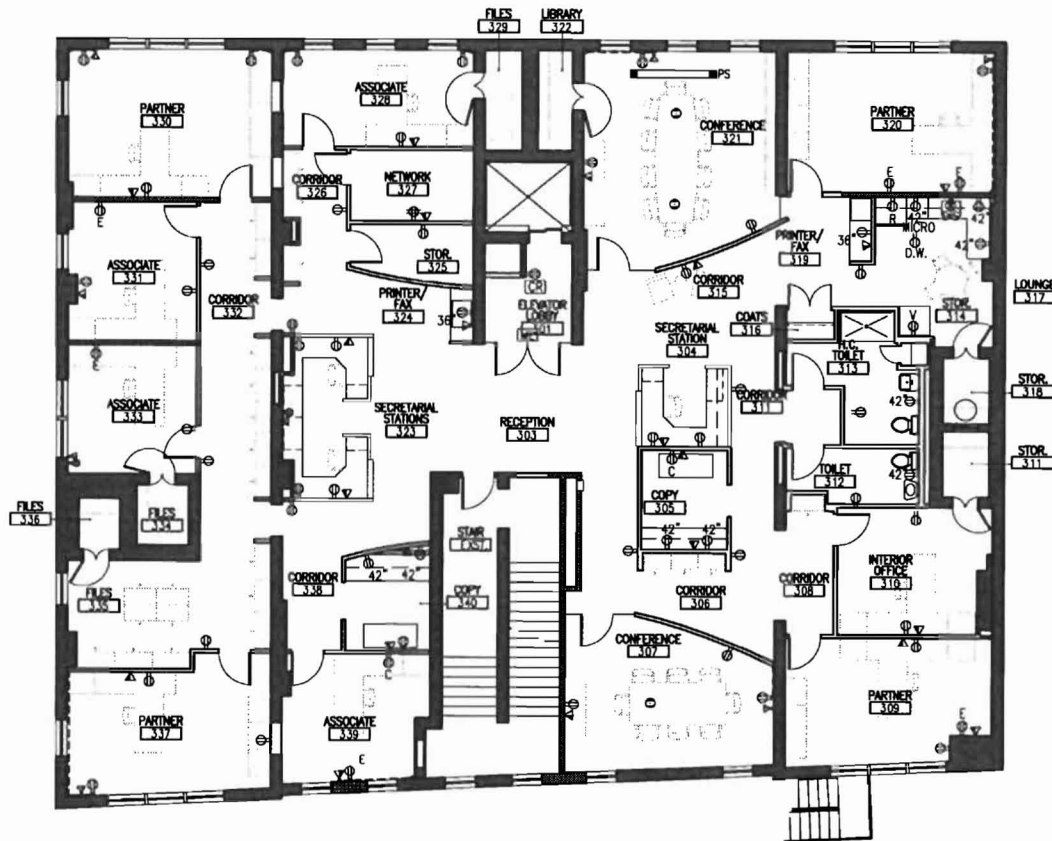 FILES
329
LIBRARY
322
PS
ASSOCIATE
328
PARTNER
330
CONFERENCE
321
PARTNER
320
CORRIDOR
326
NETWORK
327
E
E
E
R
42"
MICRO
42"
D.W.
42"
36"
PRINTER/
FAX
319
STOR.
325
ASSOCIATE
331
CORRIDOR
332
PRINTER/
FAX
324
36"
CR
ELEVATOR
LOBBY
301
CORRIDOR
315
LOUNGE
317
STOR.
314
COATS
316
V
SECRETARIAL
STATION
304
H.C.
TOILET
313
E
ASSOCIATE
333
42"
STOR.
318
CORRIDOR
311
SECRETARIAL
STATIONS
323
RECEPTION
303
C
TOILET
312
42"
STOR.
311
COPY
305
FILES
336
FILES
334
STAIR
EXST.
42"
42"
INTERIOR
OFFICE
310
CORRIDOR
338
42"
42"
COPY
340
CORRIDOR
306
CORRIDOR
308
FILES
335
CONFERENCE
307
C
PARTNER
309
PARTNER
337
ASSOCIATE
339
E
E